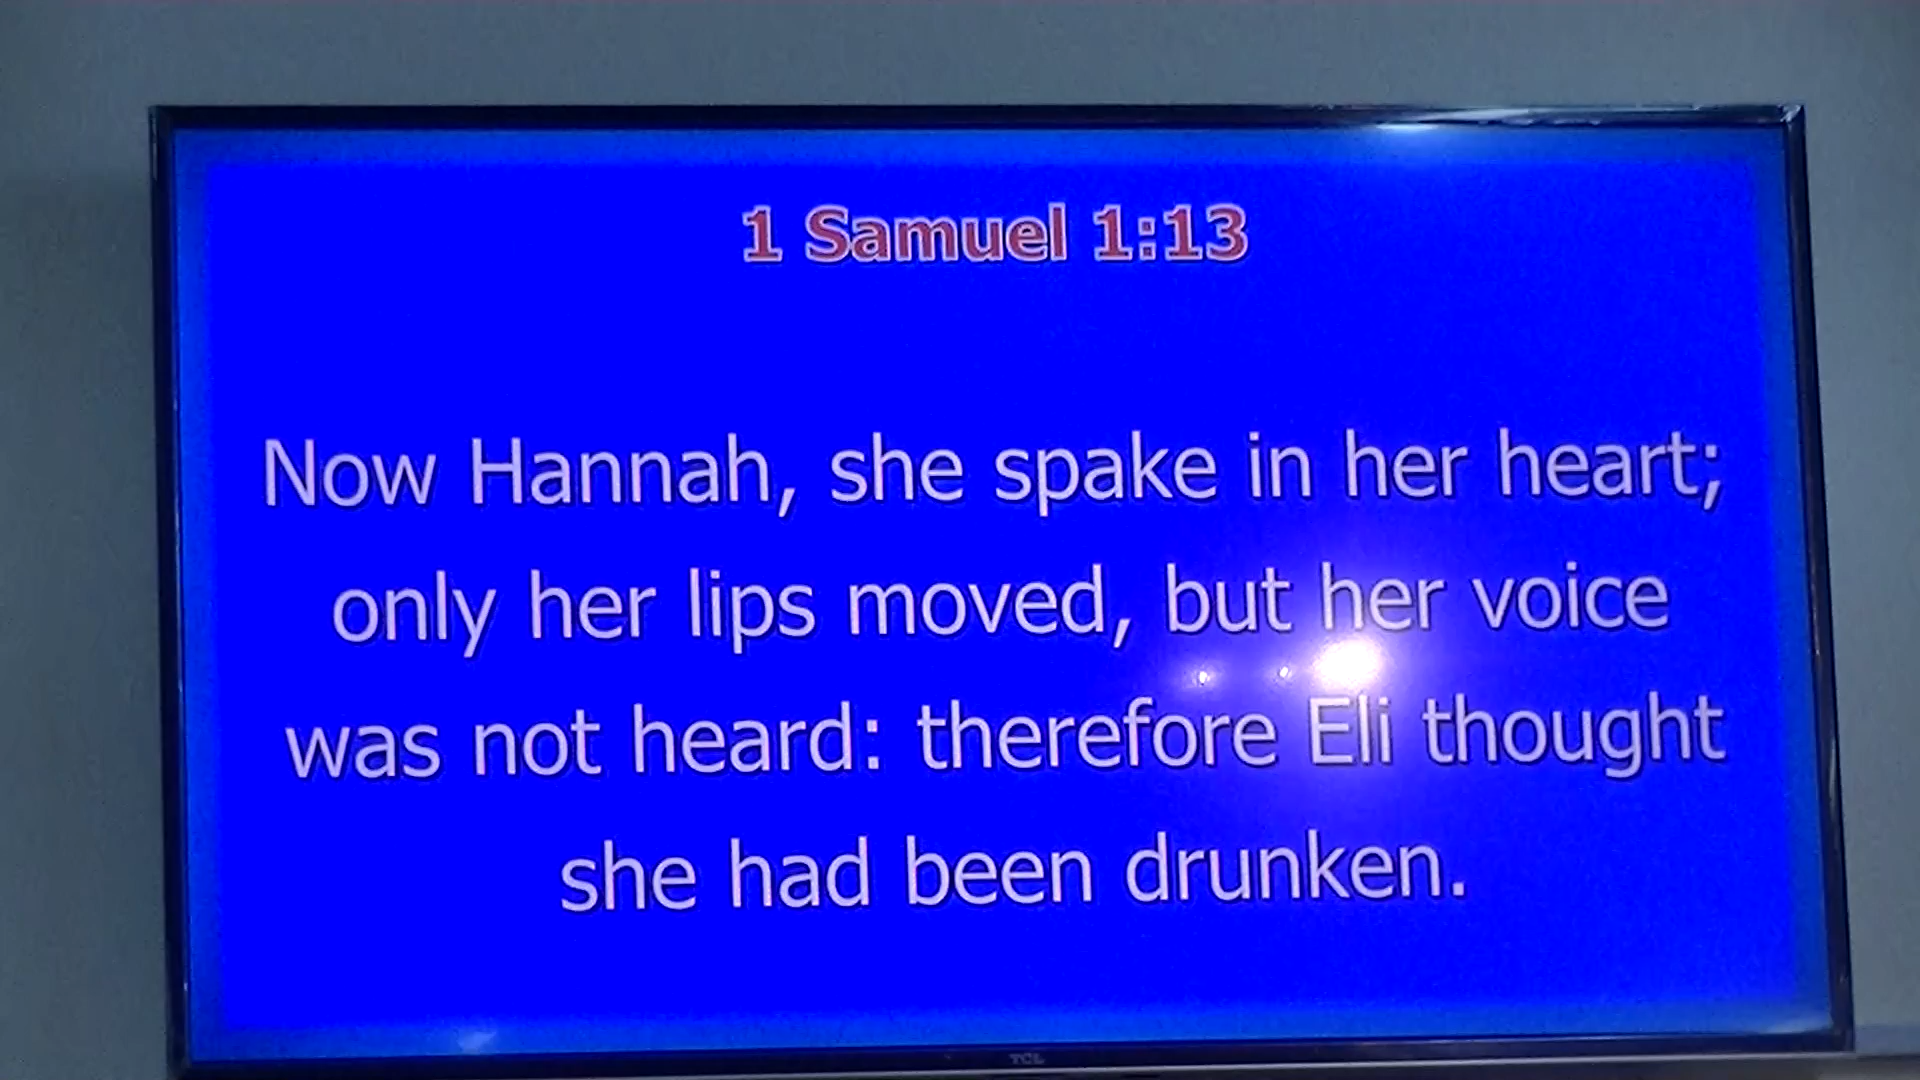 1 Samuel 1:13
Now Hannah, she spake in her heart;
only her lips moved, but her voice
was not heard: therefore Eli thought
she had been drunken.
TCL